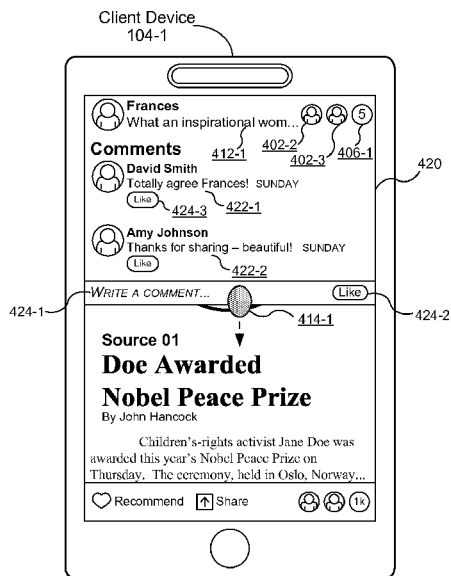 Client Device
104-1
Frances
What an inspirational wom...
5
412-1
402-2
402-3
406-1
Comments
420
David Smith
Totally agree Frances! SUNDAY
Like
424-3
422-1
Amy Johnson
Thanks for sharing – beautiful! SUNDAY
Like
422-2
424-1
WRITE A COMMENT...
Like
424-2
414-1
Source 01
Doe Awarded
Nobel Peace Prize
By John Hancock
Children's-rights activist Jane Doe was
awarded this year's Nobel Peace Prize on
Thursday. The ceremony, held in Oslo, Norway...
Recommend Share 1k